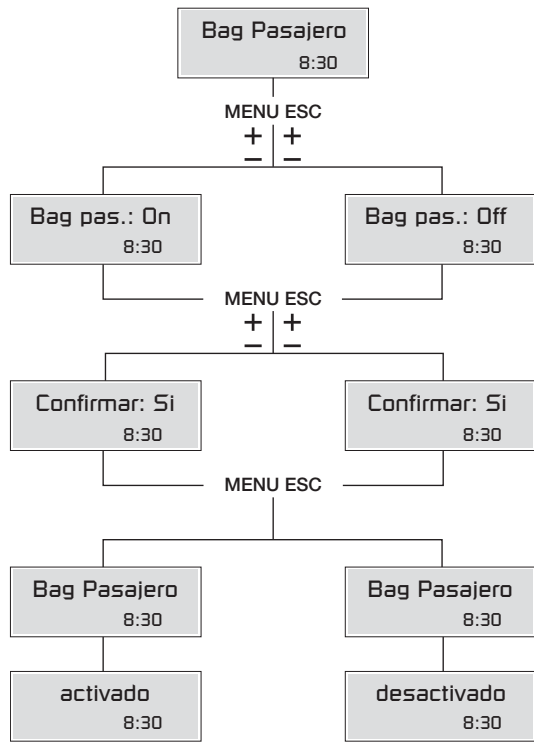 Bag Pasajero
8:30
MENU ESC
+ +
– –
Bag pas.: On
8:30
Bag pas.: Off
8:30
MENU ESC
+ +
– –
Confirmar: Si
8:30
Confirmar: Si
8:30
MENU ESC
Bag Pasajero
8:30
Bag Pasajero
8:30
activado
8:30
desactivado
8:30